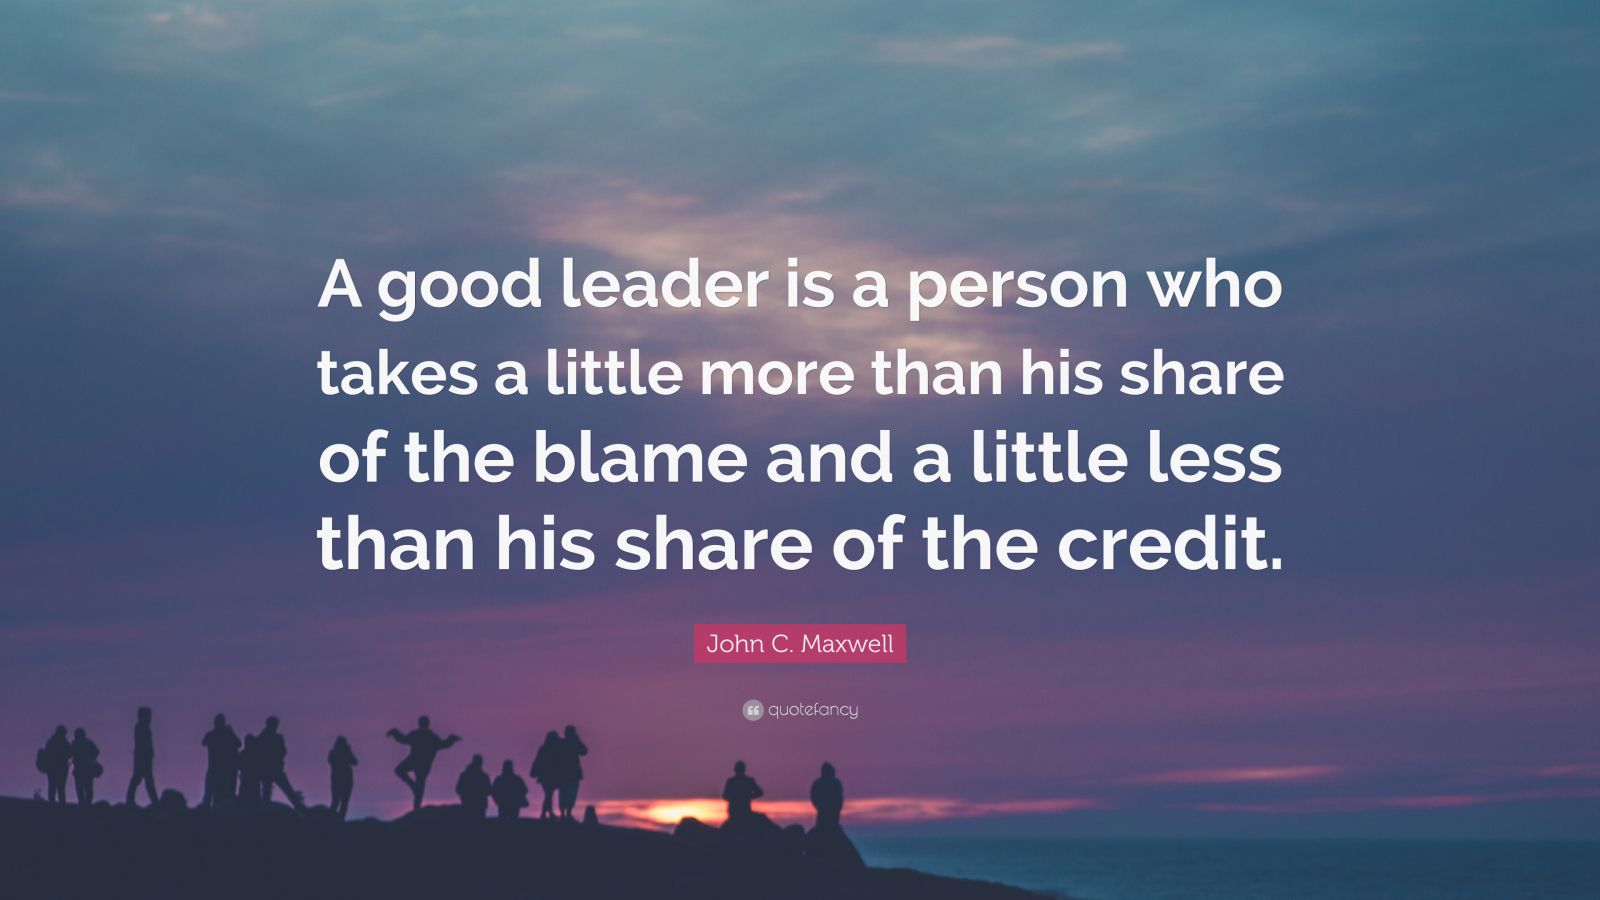 A good leader is a person who
takes a little more than his share
of the blame and a little less
than his share of the credit.
John C. Maxwell
quotefancy